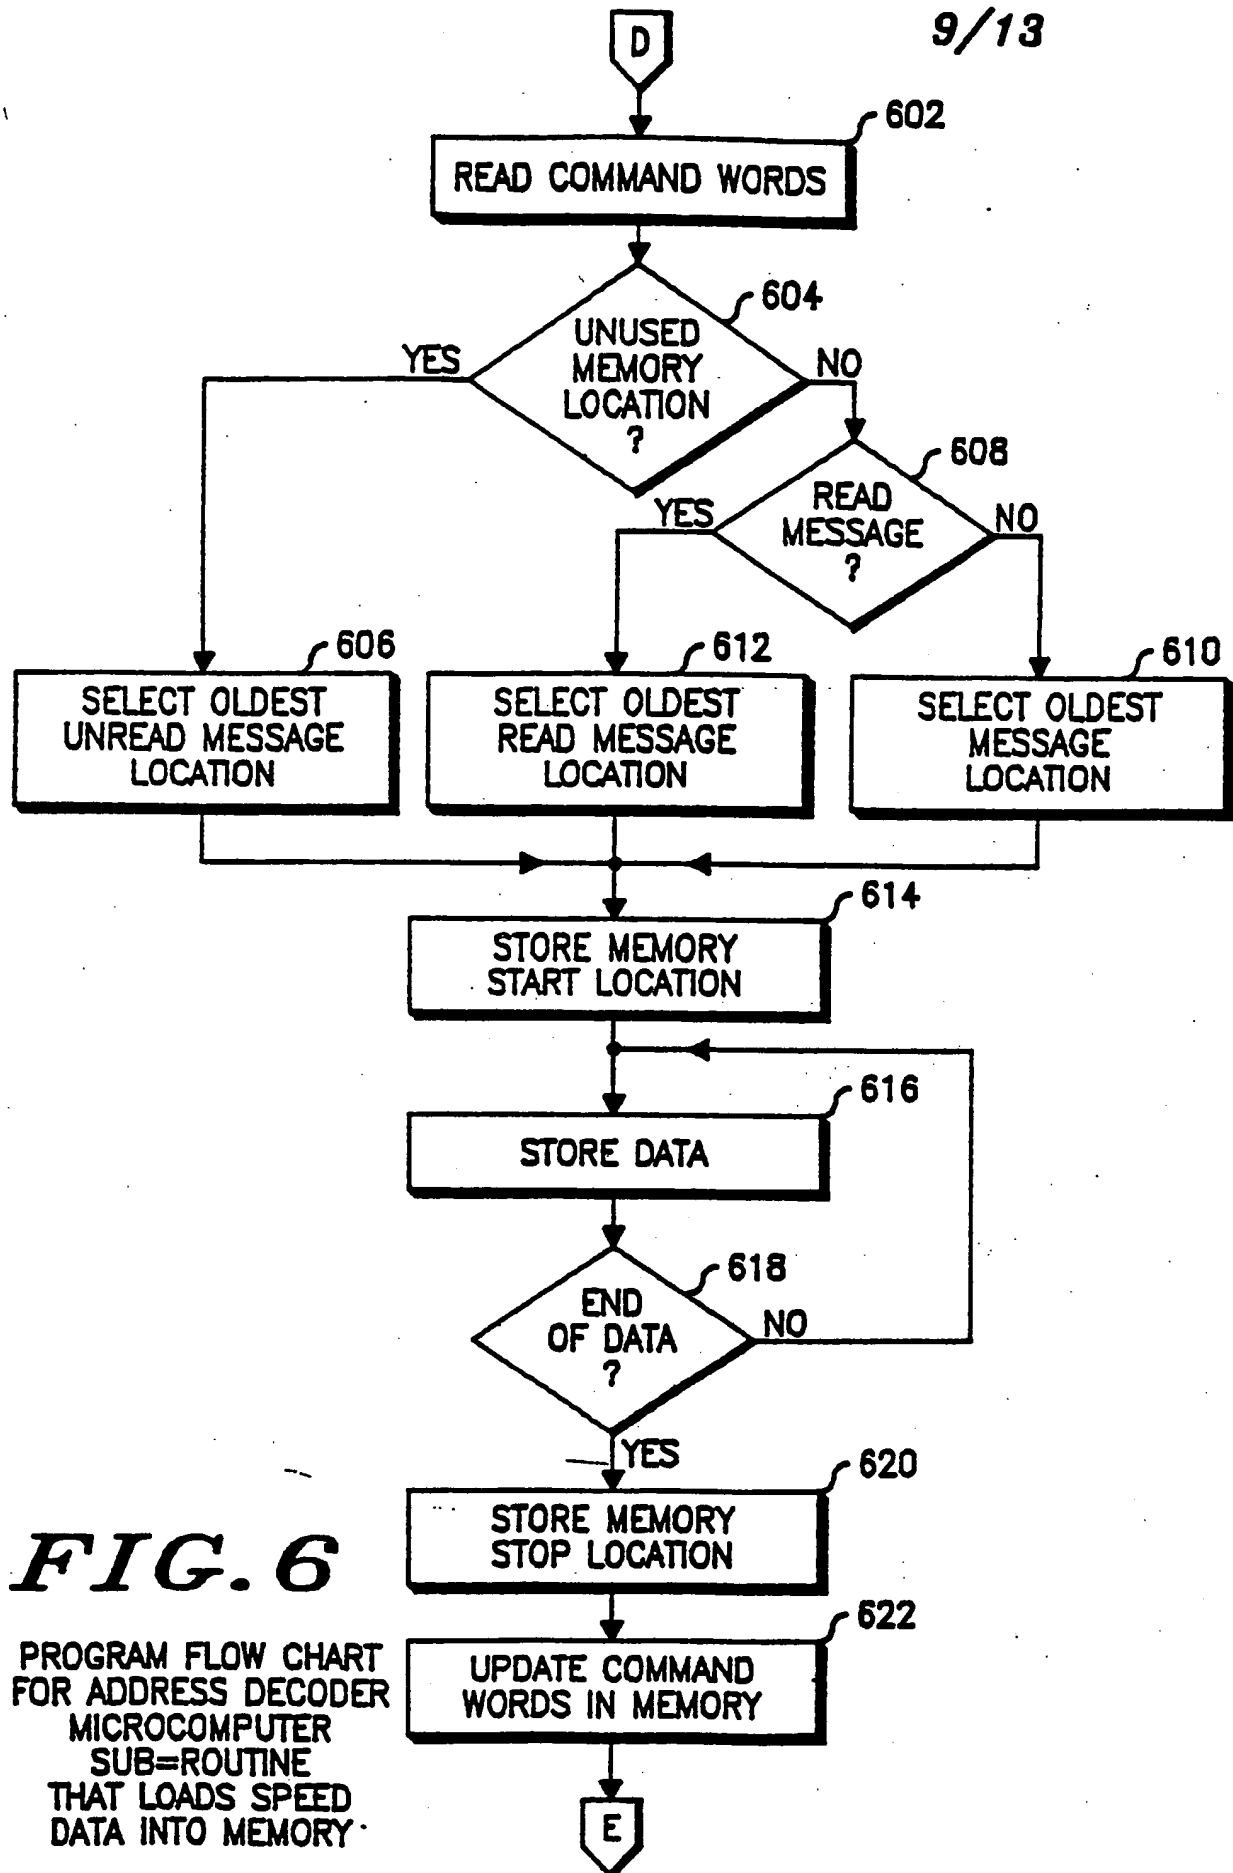 D
9/13
602
READ COMMAND WORDS
604
UNUSED
MEMORY
LOCATION
?
YES
NO
608
READ
MESSAGE
?
YES
NO
606
SELECT OLDEST
UNREAD MESSAGE
LOCATION
612
SELECT OLDEST
READ MESSAGE
LOCATION
610
SELECT OLDEST
MESSAGE
LOCATION
614
STORE MEMORY
START LOCATION
616
STORE DATA
618
END
OF DATA
?
NO
YES
620
STORE MEMORY
STOP LOCATION
622
UPDATE COMMAND
WORDS IN MEMORY
E
FIG. 6
PROGRAM FLOW CHART
FOR ADDRESS DECODER
MICROCOMPUTER
SUB=ROUTINE
THAT LOADS SPEED
DATA INTO MEMORY